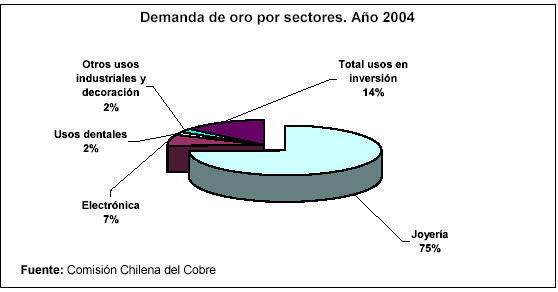 Demanda de oro por sectores. Año 2004
Otros usos
industriales y
decoración
2%
Total usos en
inversión
14%
Usos dentales
2%
Electrónica
7%
Joyería
75%
Fuente: Comisión Chilena del Cobre